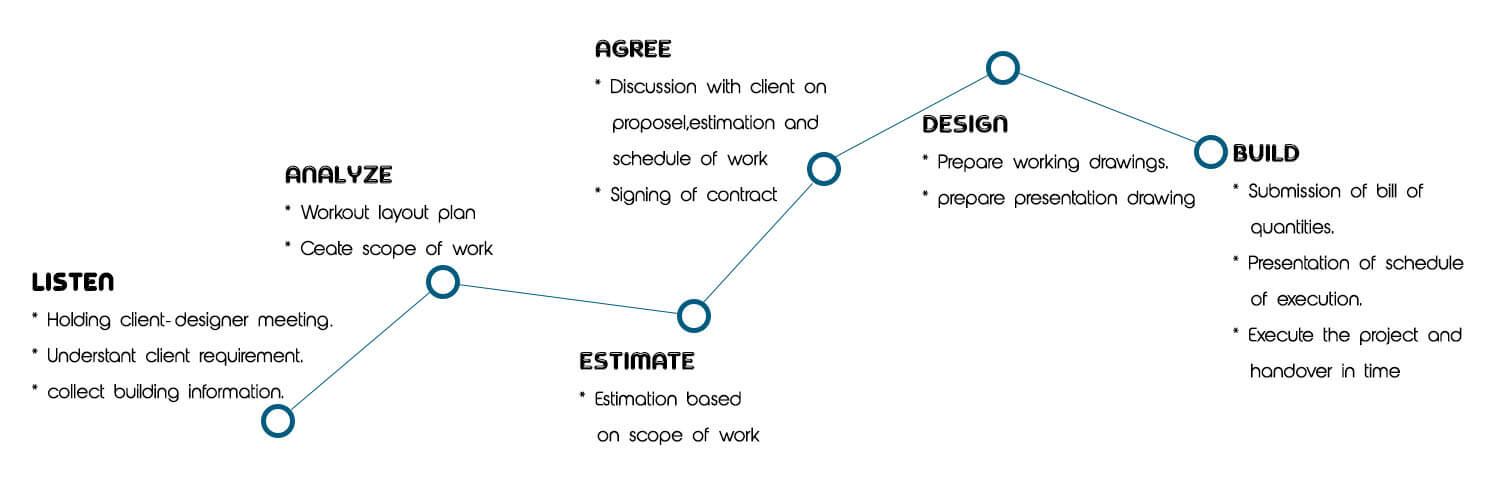 LISTEN
* Holding client-designer meeting.
* Understant client requirement.
* collect building information.
ANALYZE
* Workout layout plan
* Ceate scope of work
ESTIMATE
* Estimation based
on scope of work
AGREE
* Discussion with client on
proposel,estimation and
schedule of work
* Signing of contract
DESIGN
* Prepare working drawings.
* prepare presentation drawing
BUILD
* Submission of bill of
quantities.
* Presentation of schedule
of execution.
* Execute the project and
handover in time